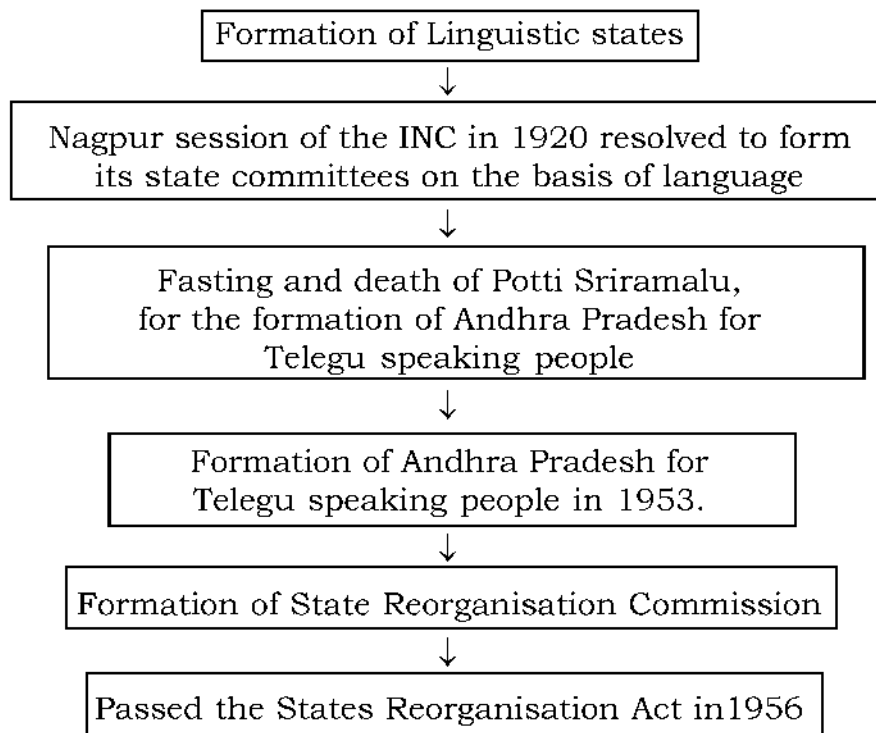 Formation of Linguistic states
↓
Nagpur session of the INC in 1920 resolved to form
its state committees on the basis of language
↓
Fasting and death of Potti Sriramalu,
for the formation of Andhra Pradesh for
Telegu speaking people
↓
Formation of Andhra Pradesh for
Telegu speaking people in 1953.
↓
Formation of State Reorganisation Commission
↓
Passed the States Reorganisation Act in1956